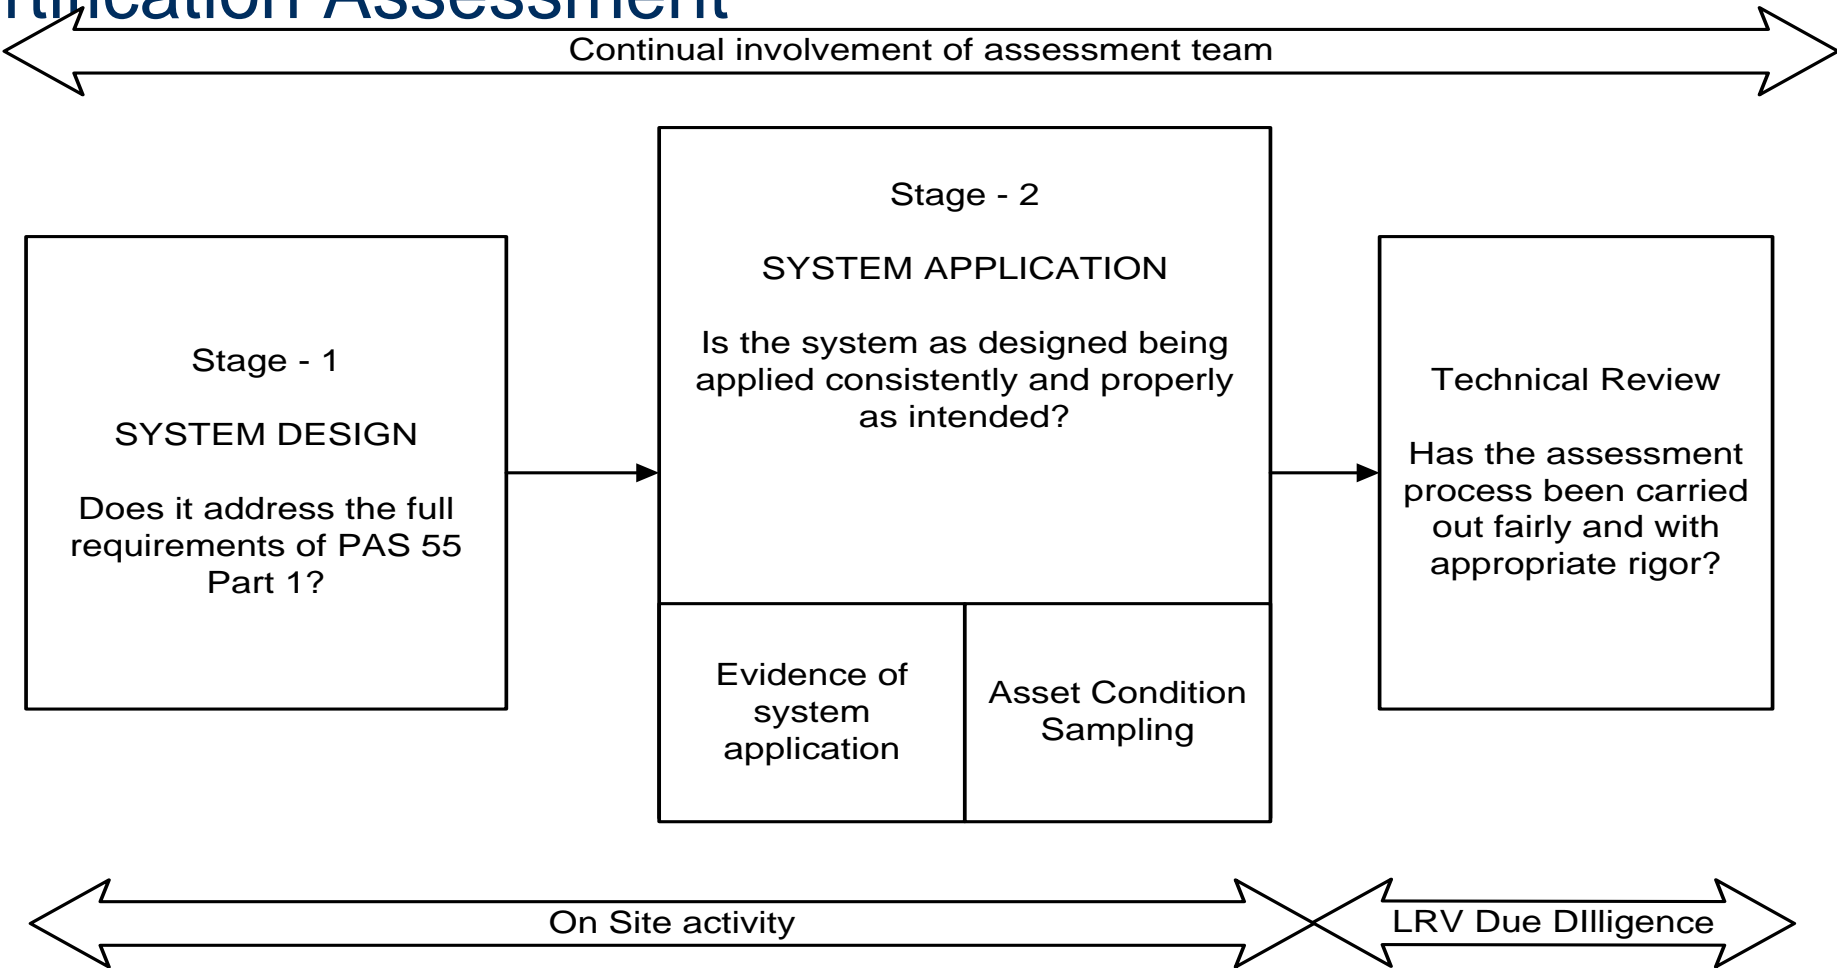 rtification Assessment
Continual involvement of assessment team
Stage - 1
SYSTEM DESIGN
Does it address the full
requirements of PAS 55
Part 1?
Stage - 2
SYSTEM APPLICATION
Is the system as designed being
applied consistently and properly
as intended?
Evidence of
system
application
Asset Condition
Sampling
Technical Review
Has the assessment
process been carried
out fairly and with
appropriate rigor?
On Site activity
LRV Due DIlligence